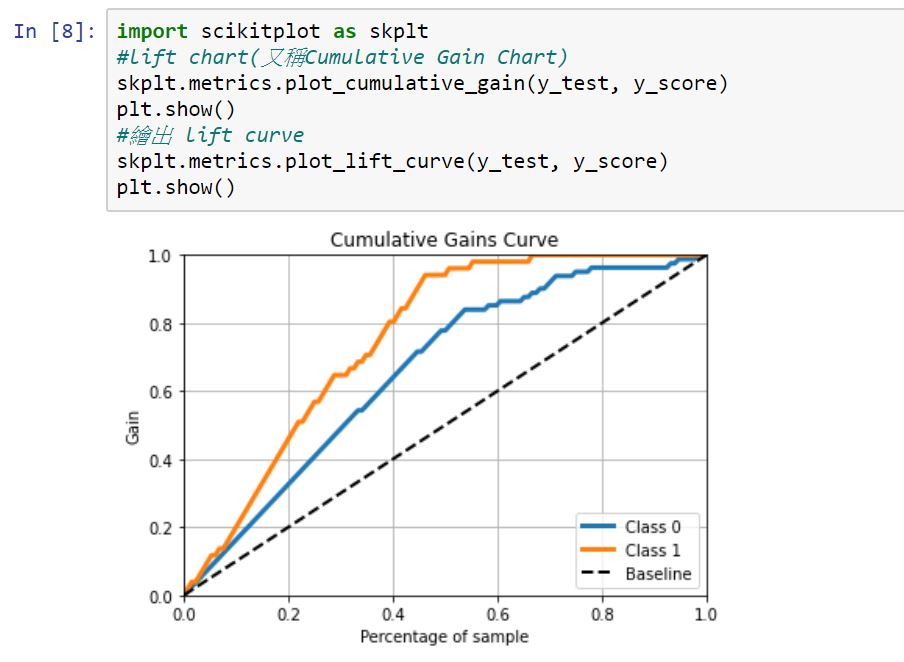 In [8]: import scikitplot as skplt
#lift chart(又稱Cumulative Gain Chart)
skplt.metrics.plot_cumulative_gain(y_test, y_score)
plt.show()
#繪出 lift curve
skplt.metrics.plot_lift_curve(y_test, y_score)
plt.show()
Cumulative Gains Curve
1.0
0.8
0.6
0.4
0.2
0.0
Gain
Class 0
Class 1
Baseline
0.0 0.2 0.4 0.6 0.8 1.0
Percentage of sample